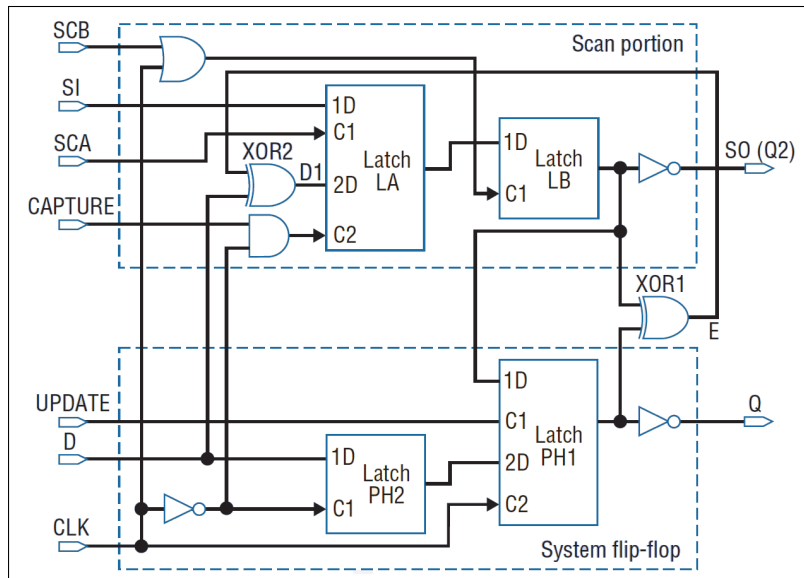 SCB
Scan portion
SI
1D
C1
SCA
XOR2
Latch
LA
1D
Latch
LB
SO (Q2)
D1
2D
C1
CAPTURE
C2
XOR1
E
1D
UPDATE
C1
Q
D
Latch
PH1
1D
2D
Latch
PH2
C1
C2
CLK
System flip-flop